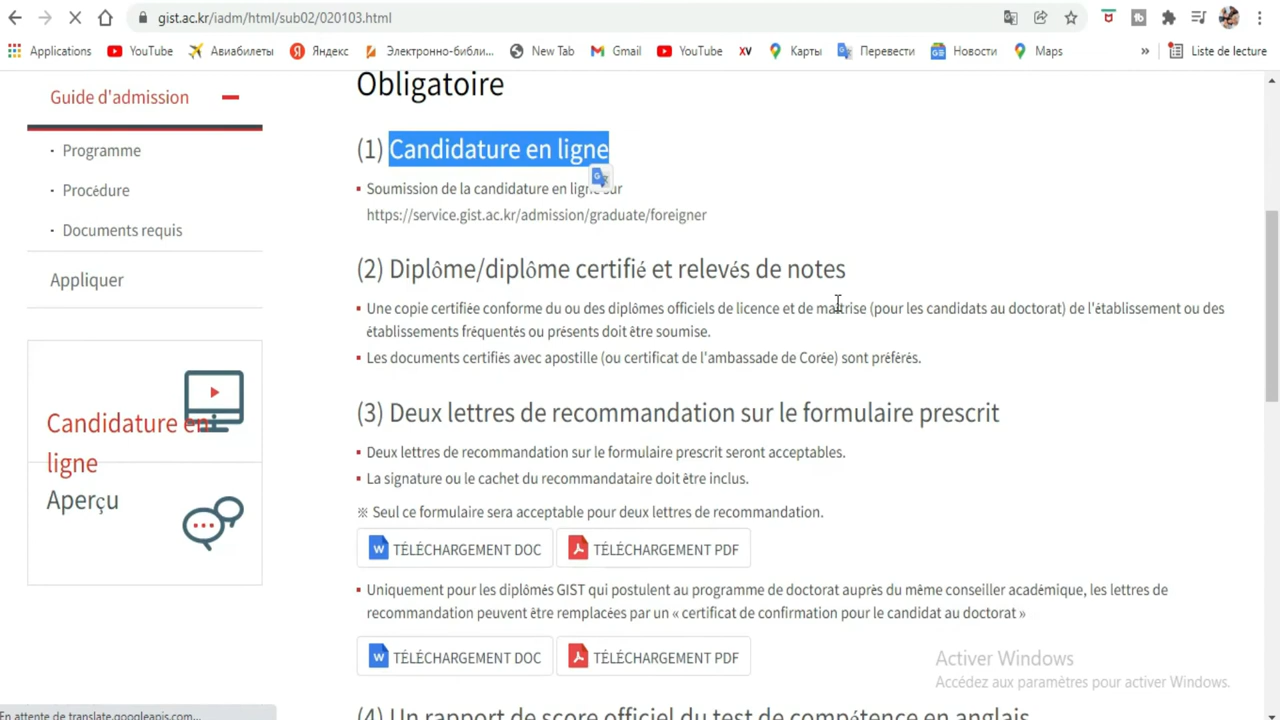 gist.ac.kr/iadm/html/sub02/020103.html
Applications
YouTube
Авиабилеты
Яндекс
Электронно-библи...
New Tab
Gmail
YouTube
XV
Карты
Перевести
Новости
Maps
»
Liste de lecture
Guide d'admission
· Programme
· Procédure
· Documents requis
Appliquer
Candidature en
ligne
Aperçu
Obligatoire
(1) Candidature en ligne
Soumission de la candidature en ligne sur
https://service.gist.ac.kr/admission/graduate/foreigner
(2) Diplôme/diplôme certifié et relevés de notes
Une copie certifiée conforme du ou des diplômes officiels de licence et de maîtrise (pour les candidats au doctorat) de l'établissement ou des
établissements fréquentés ou présents doit être soumise.
Les documents certifiés avec apostille (ou certificat de l'ambassade de Corée) sont préférés.
(3) Deux lettres de recommandation sur le formulaire prescrit
Deux lettres de recommandation sur le formulaire prescrit seront acceptables.
La signature ou le cachet du recommandataire doit être inclus.
※ Seul ce formulaire sera acceptable pour deux lettres de recommandation.
TÉLÉCHARGEMENT DOC
TÉLÉCHARGEMENT PDF
Uniquement pour les diplômés GIST qui postulent au programme de doctorat auprès du même conseiller académique, les lettres de
recommandation peuvent être remplacées par un « certificat de confirmation pour le candidat au doctorat »
TÉLÉCHARGEMENT DOC
TÉLÉCHARGEMENT PDF
Activer Windows
Accédez aux paramètres pour activer Windows.
(4) Un rapport de score officiel du test de compétence en anglais
En attente de translate.googleapis.com...